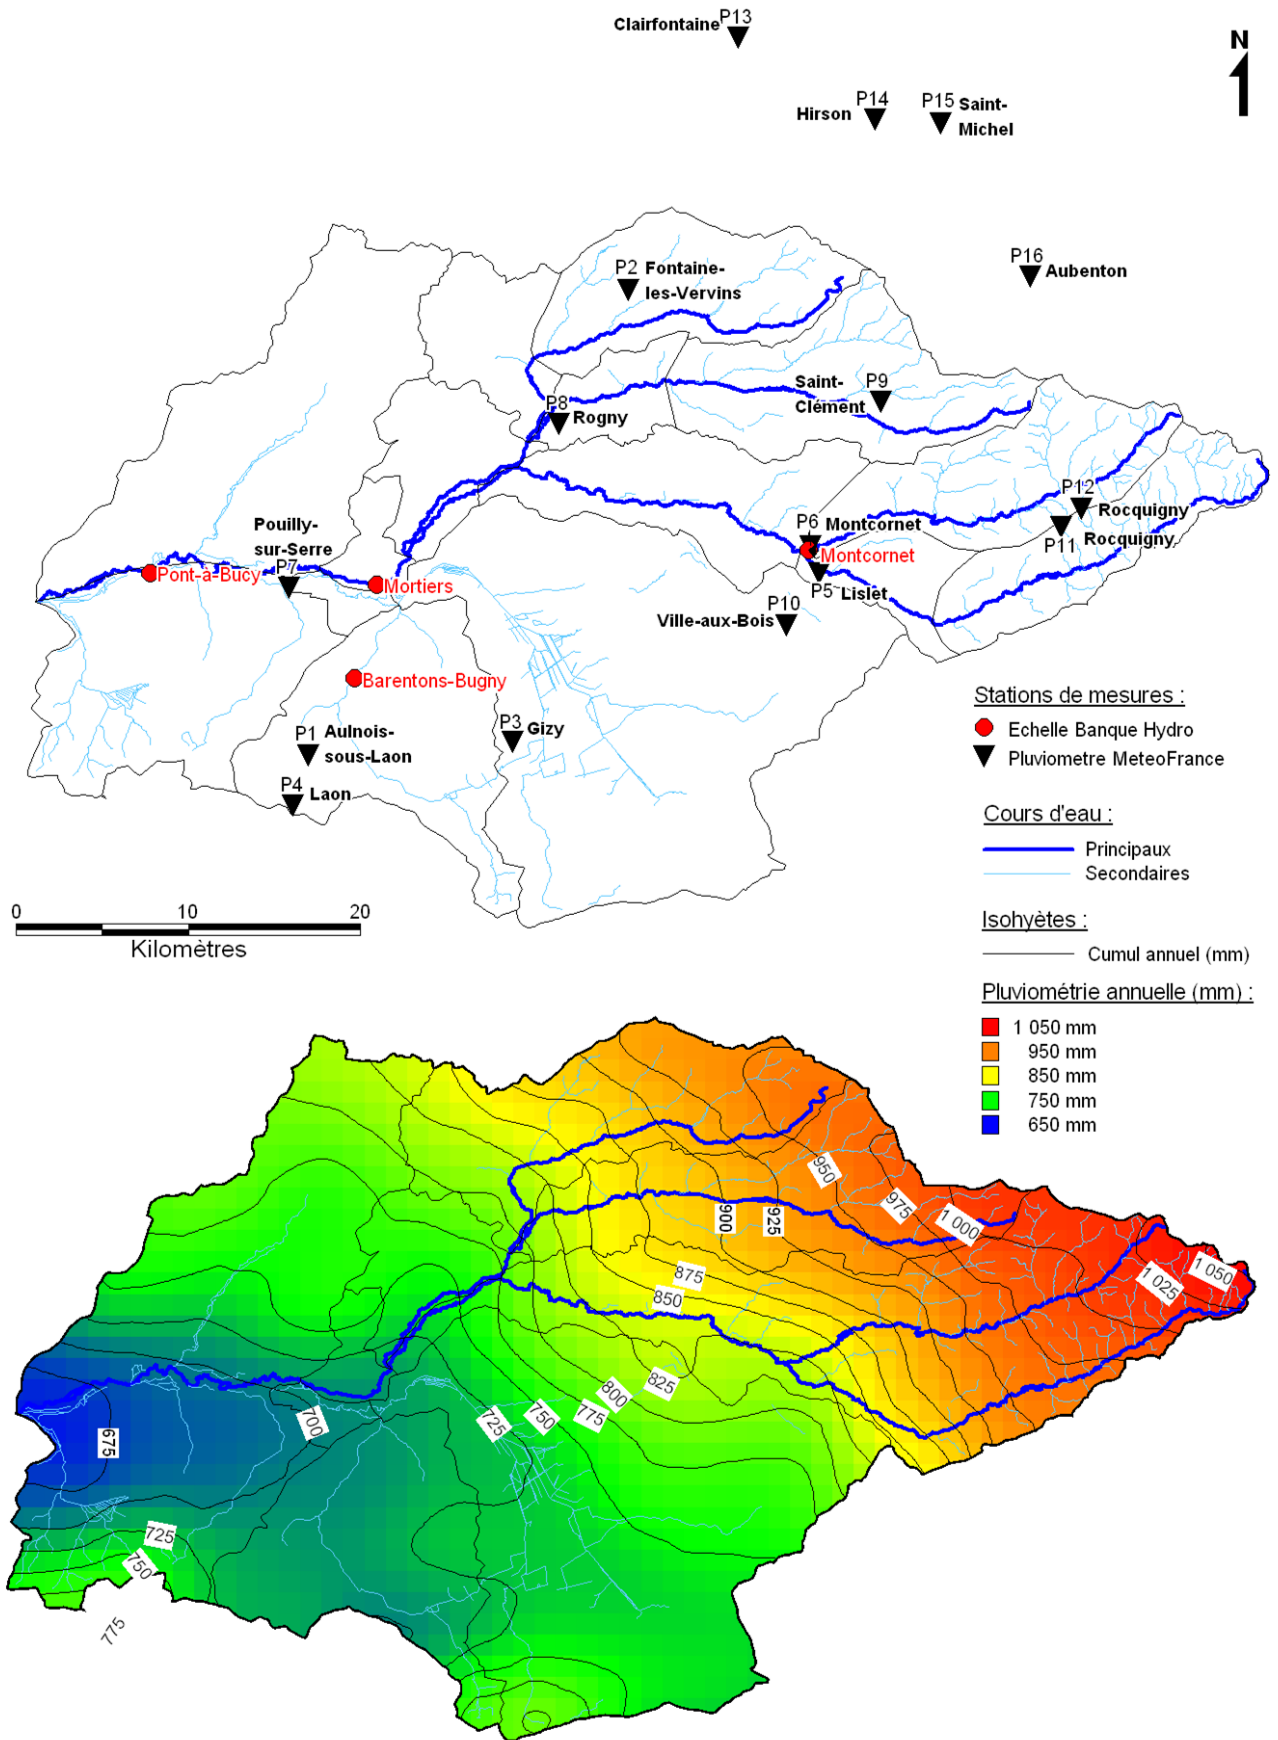 P13
Clairfontaine
N
P14
Hirson
P15 Saint-
Michel
P16
Aubenton
P2 Fontaine-
les-Vervins
Saint-
Clément
P9
P8
Rogny
P12
Rocquigny
P11
Rocquigny
P6
Montcornet
Montcornet
P5 Lislet
P10
Ville-aux-Bois
Pouilly-
sur-Serre
P7
Pont-à-Bucy
Mortiers
Barentons-Bugny
P1 Aulnois-
sous-Laon
P3 Gizy
P4 Laon
0 10 20
Kilomètres
Stations de mesures :
Echelle Banque Hydro
Pluviometre MeteoFrance
Cours d'eau :
Principaux
Secondaires
Isohyètes :
Cumul annuel (mm)
Pluviométrie annuelle (mm) :
1 050 mm
950 mm
850 mm
750 mm
650 mm
950
975
1 000
900
925
875
850
1 025
1 050
825
800
775
750
725
700
675
725
750
775